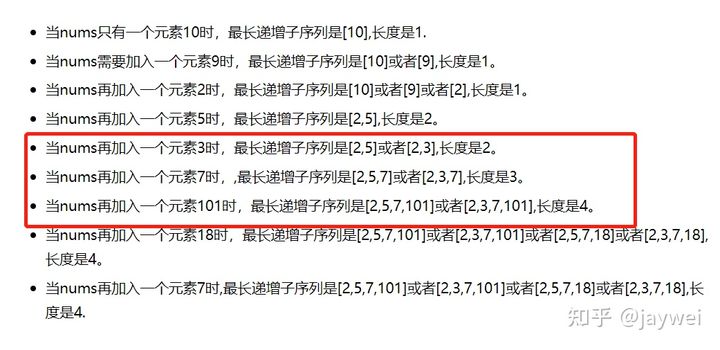 当nums只有一个元素10时，最长递增子序列是[10],长度是1.
当nums需要加入一个元素9时，最长递增子序列是[10]或者[9],长度是1。
当nums再加入一个元素2时，最长递增子序列是[10]或者[9]或者[2],长度是1。
当nums再加入一个元素5时，最长递增子序列是[2,5],长度是2。
当nums再加入一个元素3时，最长递增子序列是[2,5]或者[2,3],长度是2。
当nums再加入一个元素7时，,最长递增子序列是[2,5,7]或者[2,3,7],长度是3。
当nums再加入一个元素101时，最长递增子序列是[2,5,7,101]或者[2,3,7,101],长度是4。
当nums再加入一个元素18时，最长递增子序列是[2,5,7,101]或者[2,3,7,101]或者[2,5,7,18]或者[2,3,7,18],
长度是4。
当nums再加入一个元素7时,最长递增子序列是[2,5,7,101]或者[2,3,7,101]或者[2,5,7,18]或者[2,3,7,18],长
度是4.
知乎 @jaywei